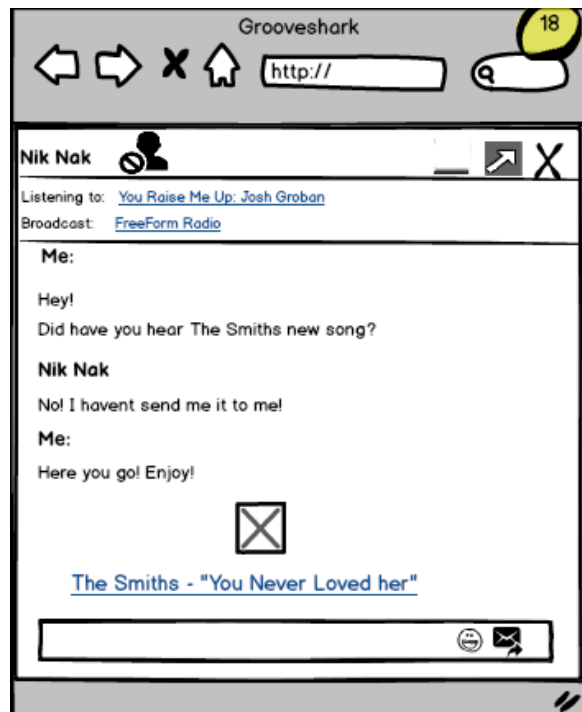 Grooveshark
18
http://
Nik Nak
Listening to: You Raise Me Up: Josh Groban
Broadcast: FreeForm Radio
Me:
Hey!
Did have you hear The Smiths new song?
Nik Nak
No! I havent send me it to me!
Me:
Here you go! Enjoy!
The Smiths - "You Never Loved her"